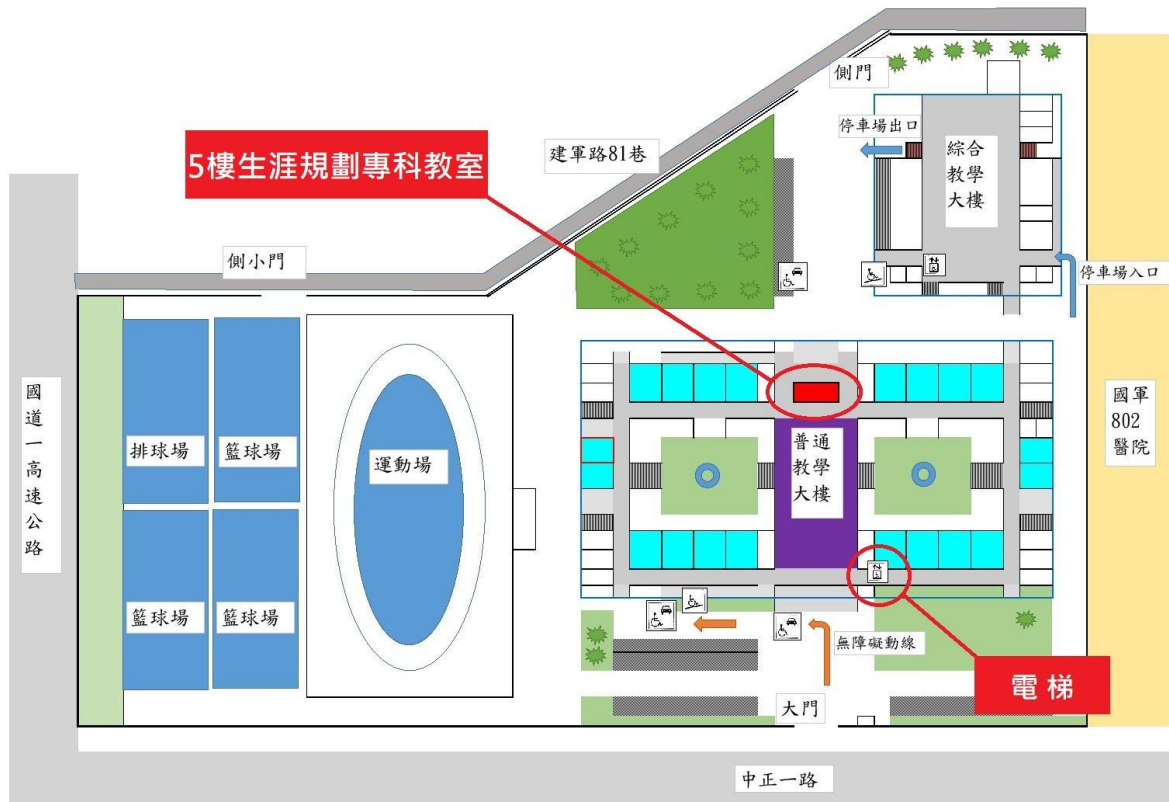 側門
停車場出口
綜合
教學
大樓
建軍路81巷
5樓生涯規劃專科教室
側小門
停車場入口
國
道
一
高
速
公
路
排球場
籃球場
運動場
普通
教學
大樓
國軍
802
醫院
籃球場
籃球場
無障礙動線
電梯
大門
中正一路